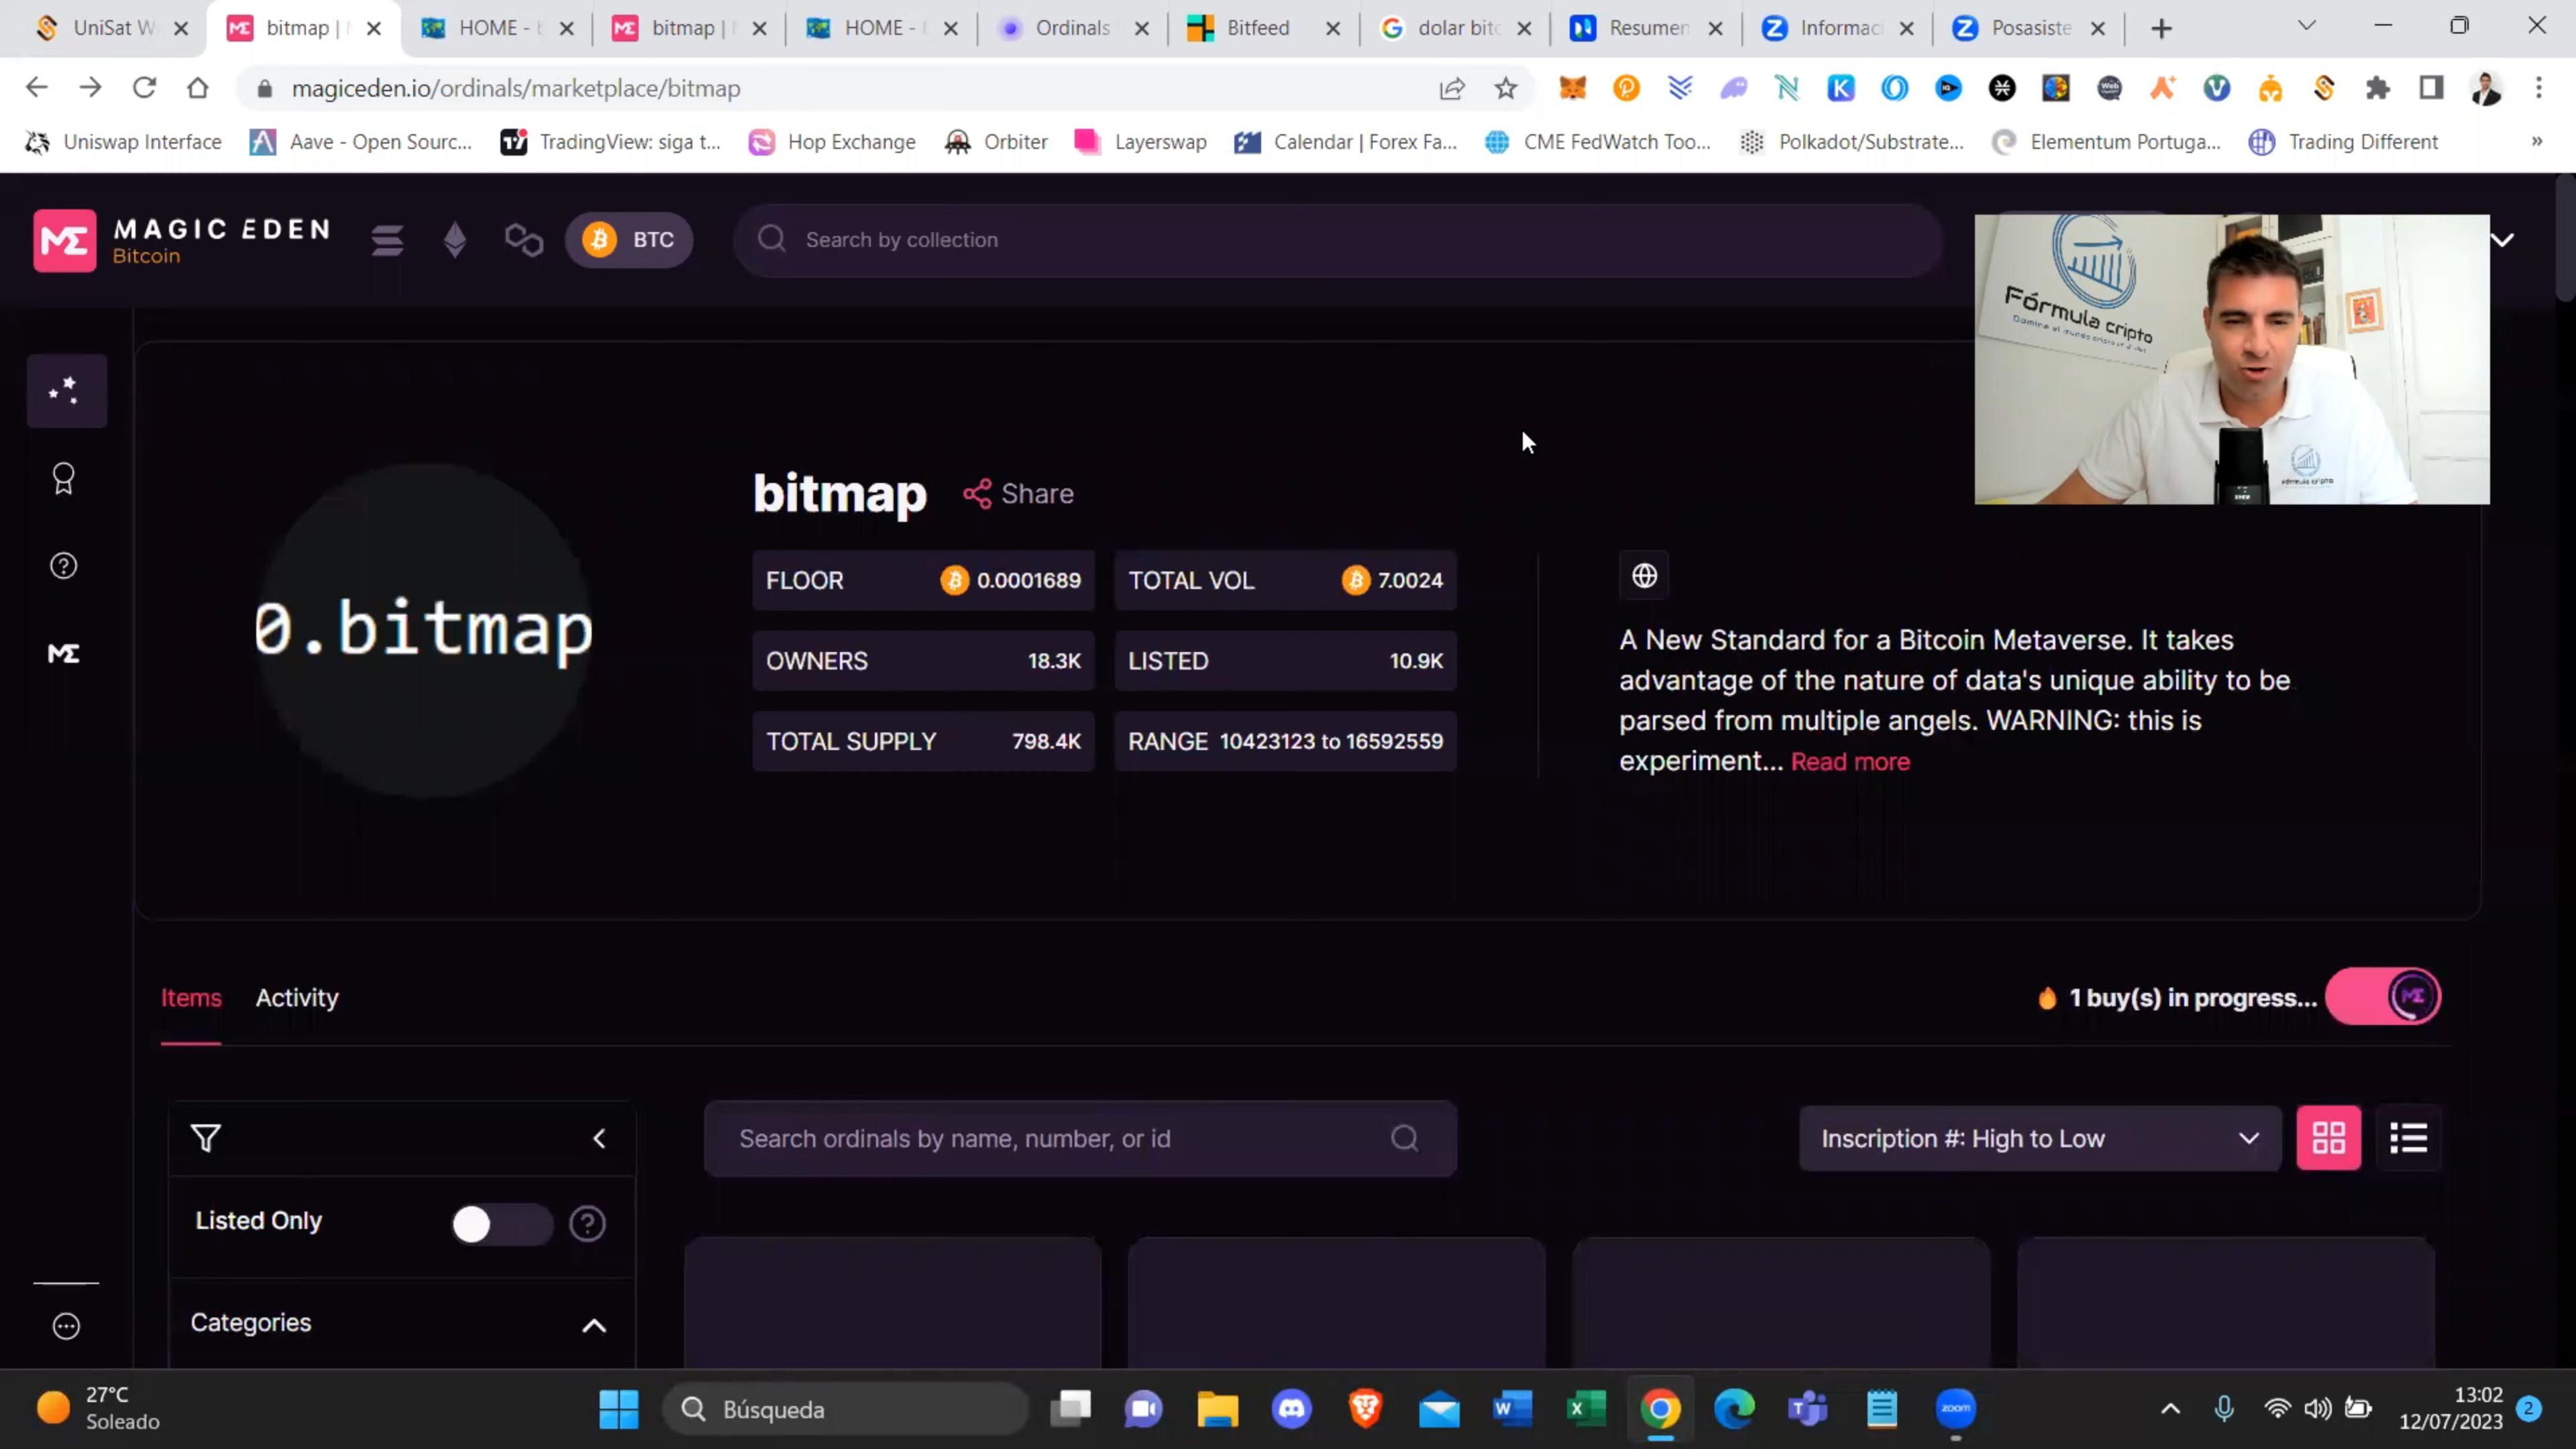 UniSat W
bitmap |
HOME - b
bitmap |
HOME - b
Ordinals
Bitfeed
dolar bitc
Resumen
Informac
Posasiste
magiceden.io/ordinals/marketplace/bitmap
Uniswap Interface
Aave - Open Sourc...
TradingView: siga t...
Hop Exchange
Orbiter
Layerswap
Calendar | Forex Fa...
CME FedWatch Too...
Polkadot/Substrate...
Elementum Portuga...
Trading Different
»
MAGIC EDEN
Bitcoin
BTC
Search by collection
Fórmula cripto
Fórmula cripto
0.bitmap
bitmap
Share
FLOOR 0.0001689
TOTAL VOL 7.0024
OWNERS 18.3K
LISTED 10.9K
TOTAL SUPPLY 798.4K
RANGE 10423123 to 16592559
A New Standard for a Bitcoin Metaverse. It takes
advantage of the nature of data's unique ability to be
parsed from multiple angels. WARNING: this is
experiment... Read more
Items
Activity
1 buy(s) in progress...
Search ordinals by name, number, or id
Inscription #: High to Low
Listed Only
Categories
27°C
Soleado
Búsqueda
zoom
13:02
12/07/2023
2